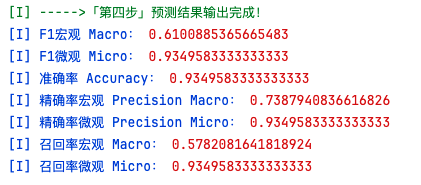 [I] ----->「第四步」预测结果输出完成!
[I] F1宏观 Macro: 0.6100885365665483
[I] F1微观 Micro: 0.9349583333333333
[I] 准确率 Accuracy: 0.9349583333333333
[I] 精确率宏观 Precision Macro: 0.7387940836616826
[I] 精确率微观 Precision Micro: 0.9349583333333333
[I] 召回率宏观 Macro: 0.5782081641818924
[I] 召回率微观 Micro: 0.9349583333333333